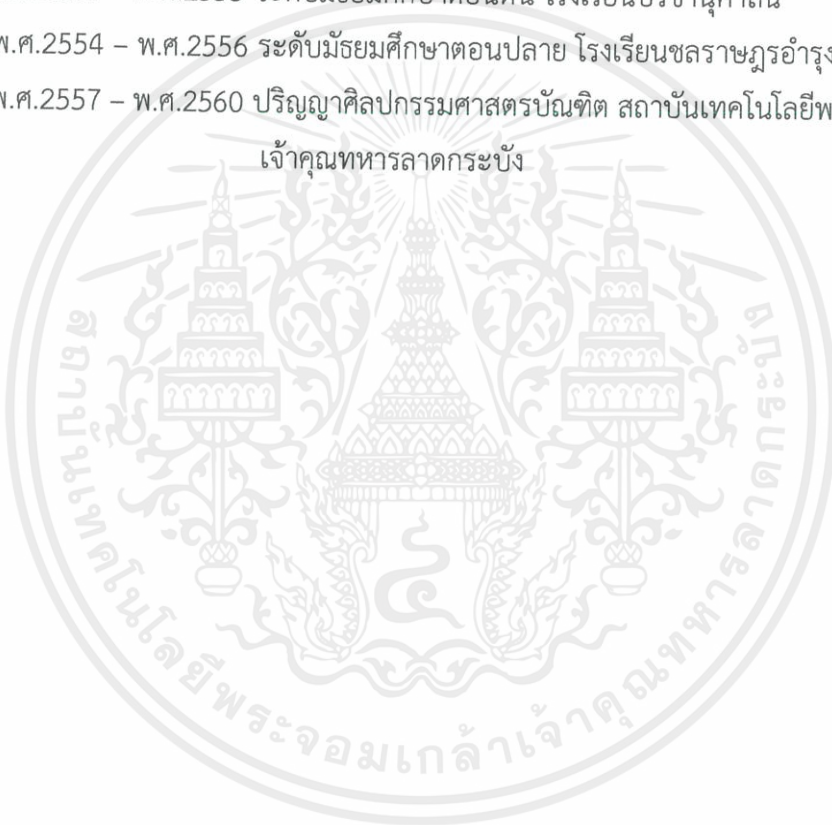 พ.ศ.2554 – พ.ศ.2556 ระดับมัธยมศึกษาตอนปลาย โรงเรียนชลราษฎรอำรุง
พ.ศ.2557 – พ.ศ.2560 ปริญญาศิลปกรรมศาสตรบัณฑิต สถาบันเทคโนโลยีพ
เจ้าคุณทหารลาดกระบัง
สถาบันเทคโนโลยีพระจอมเกล้าเจ้าคุณทหารลาดกระบัง